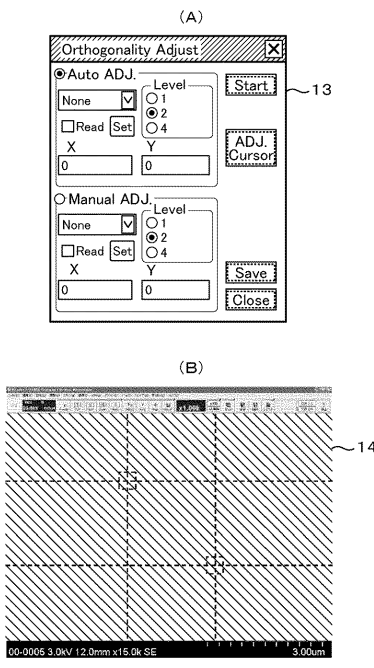 (A)
Orthogonality Adjust
Auto ADJ.
Start
13
None
Level
1
2
4
Read
Set
ADJ.
Cursor
X
Y
0
0
Manual ADJ.
None
Level
1
2
4
Read
Set
X
Y
0
0
Save
Close
(B)
x1.00k
14
00-0005 3.0kV 12.0mm x15.0k SE
3.00um